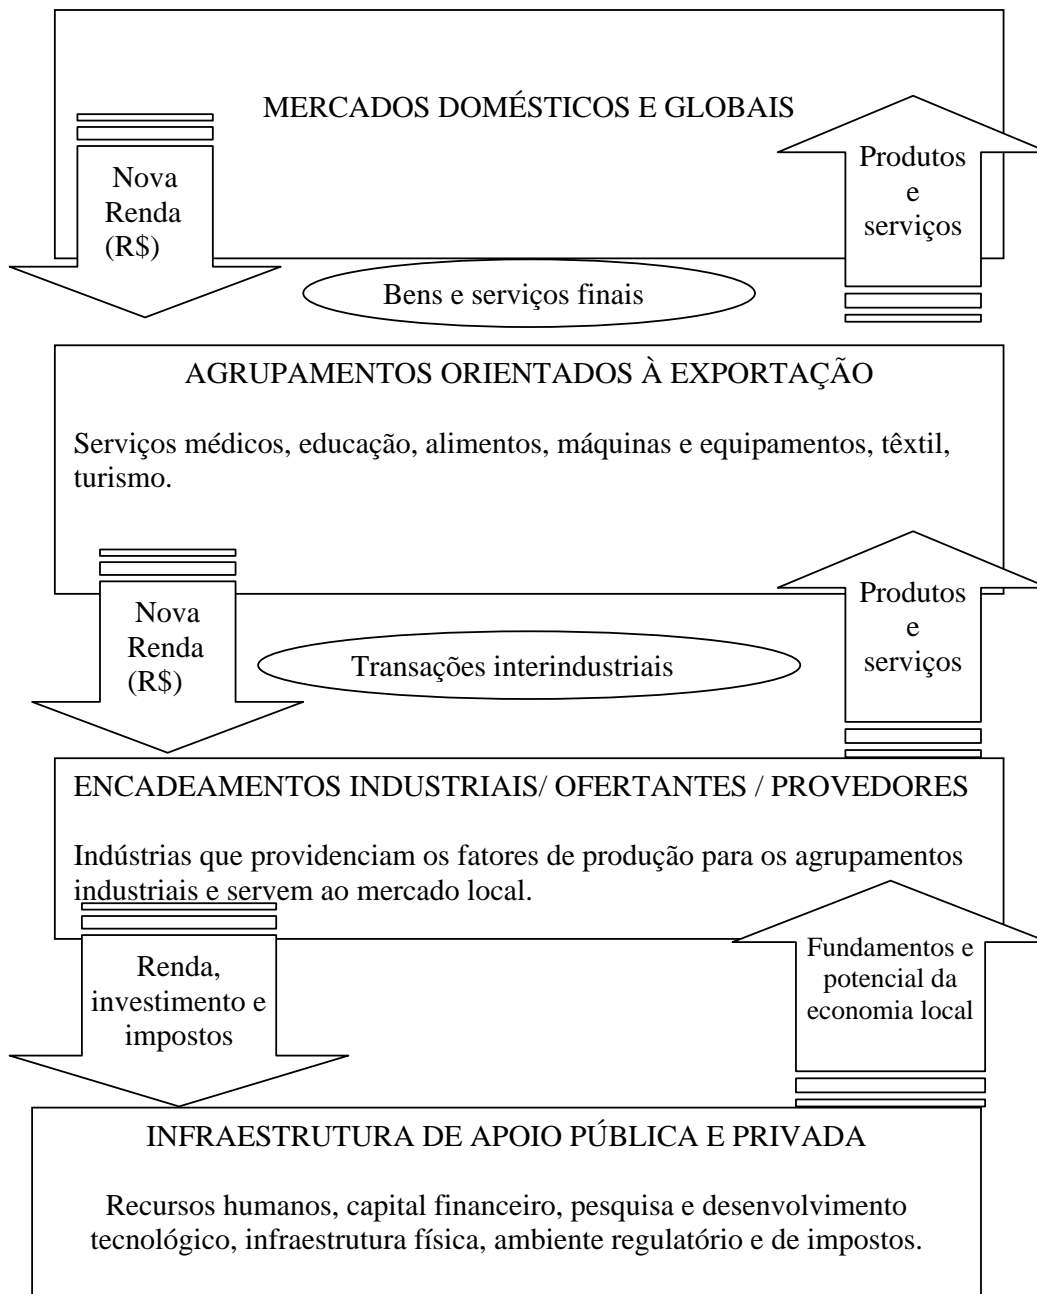 MERCADOS DOMÉSTICOS E GLOBAIS
Nova
Renda
(R$)
Produtos
e
serviços
Bens e serviços finais
AGRUPAMENTOS ORIENTADOS À EXPORTAÇÃO
Serviços médicos, educação, alimentos, máquinas e equipamentos, têxtil,
turismo.
Nova
Renda
(R$)
Produtos
e
serviços
Transações interindustriais
ENCADEAMENTOS INDUSTRIAIS/ OFERTANTES / PROVEDORES
Indústrias que providenciam os fatores de produção para os agrupamentos
industriais e servem ao mercado local.
Renda,
investimento e
impostos
Fundamentos e
potencial da
economia local
INFRAESTRUTURA DE APOIO PÚBLICA E PRIVADA
Recursos humanos, capital financeiro, pesquisa e desenvolvimento
tecnológico, infraestrutura física, ambiente regulatório e de impostos.